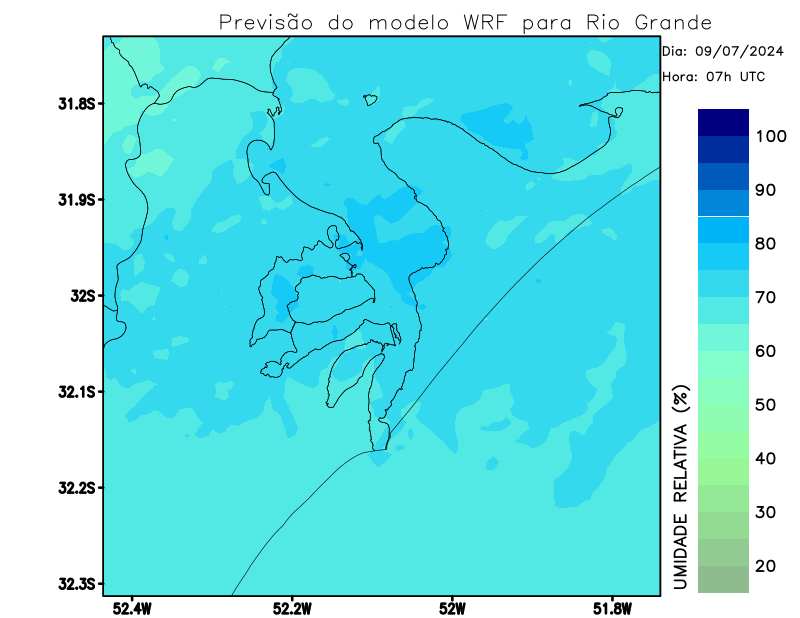 Previsão do modelo WRF para Rio Grande
Dia: 09/07/2024
Hora: 07h UTC
31.8S
31.9S
32S
32.1S
32.2S
32.3S
52.4W
52.2W
52W
51.8W
100
90
80
70
60
50
40
30
20
UMIDADE RELATIVA (%)